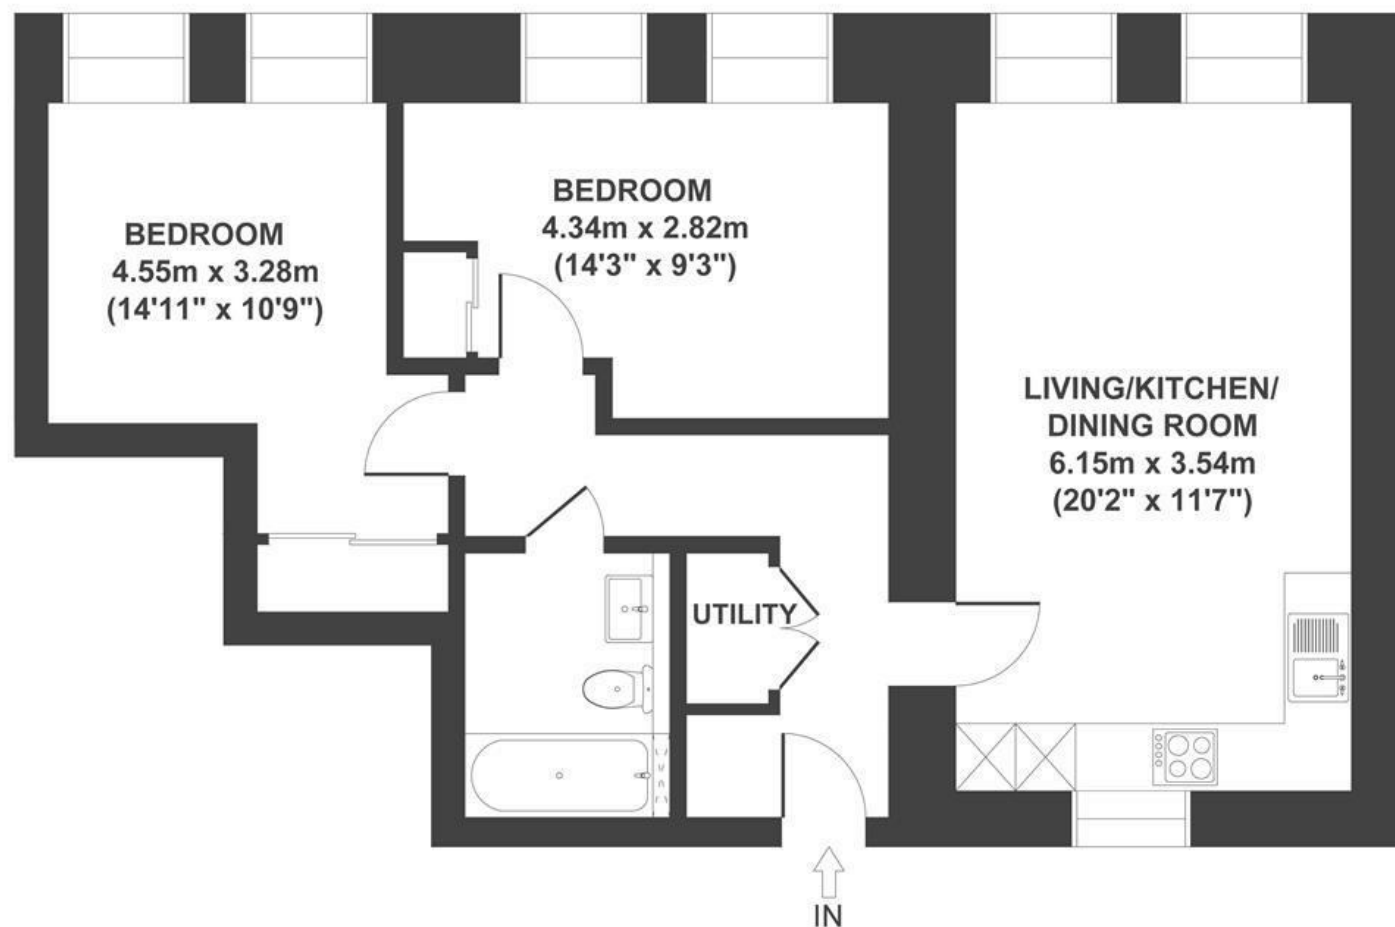 BEDROOM
4.55m x 3.28m
(14'11" x 10'9")
BEDROOM
4.34m x 2.82m
(14'3" x 9'3")
LIVING/KITCHEN/
DINING ROOM
6.15m x 3.54m
(20'2" x 11'7")
UTILITY
IN